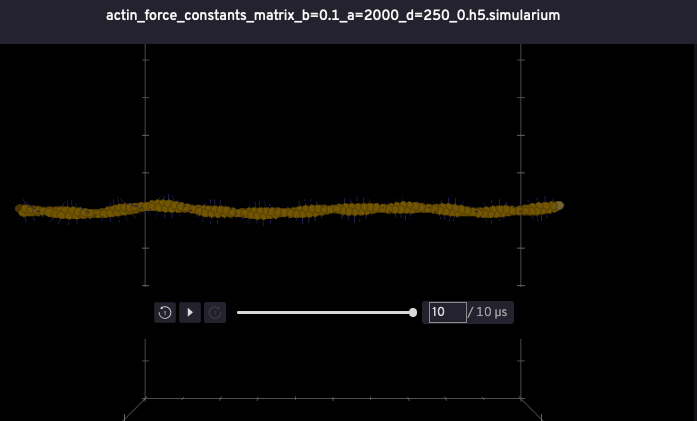 actin_force_constants_matrix_b=0.1_a=2000_d=250_0.h5.simularium
10 / 10 μs